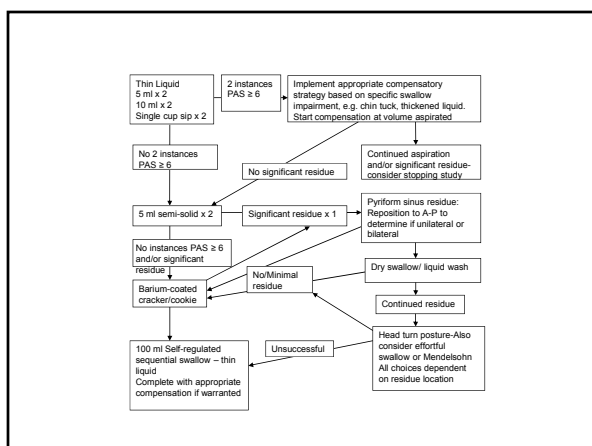 Thin Liquid
5 ml x 2
10 ml x 2
Single cup sip x 2
2 instances
PAS ≥ 6
Implement appropriate compensatory
strategy based on specific swallow
impairment, e.g. chin tuck, thickened liquid.
Start compensation at volume aspirated
No 2 instances
PAS ≥ 6
No significant residue
Continued aspiration
and/or significant residue-
consider stopping study
5 ml semi-solid x 2
Significant residue x 1
Pyriform sinus residue:
Reposition to A-P to
determine if unilateral or
bilateral
No instances PAS ≥ 6
and/or significant
residue
No/Minimal
residue
Dry swallow/ liquid wash
Barium-coated
cracker/cookie
Continued residue
100 ml Self-regulated
sequential swallow – thin
liquid
Complete with appropriate
compensation if warranted
Unsuccessful
Head turn posture-Also
consider effortful
swallow or Mendelsohn
All choices dependent
on residue location